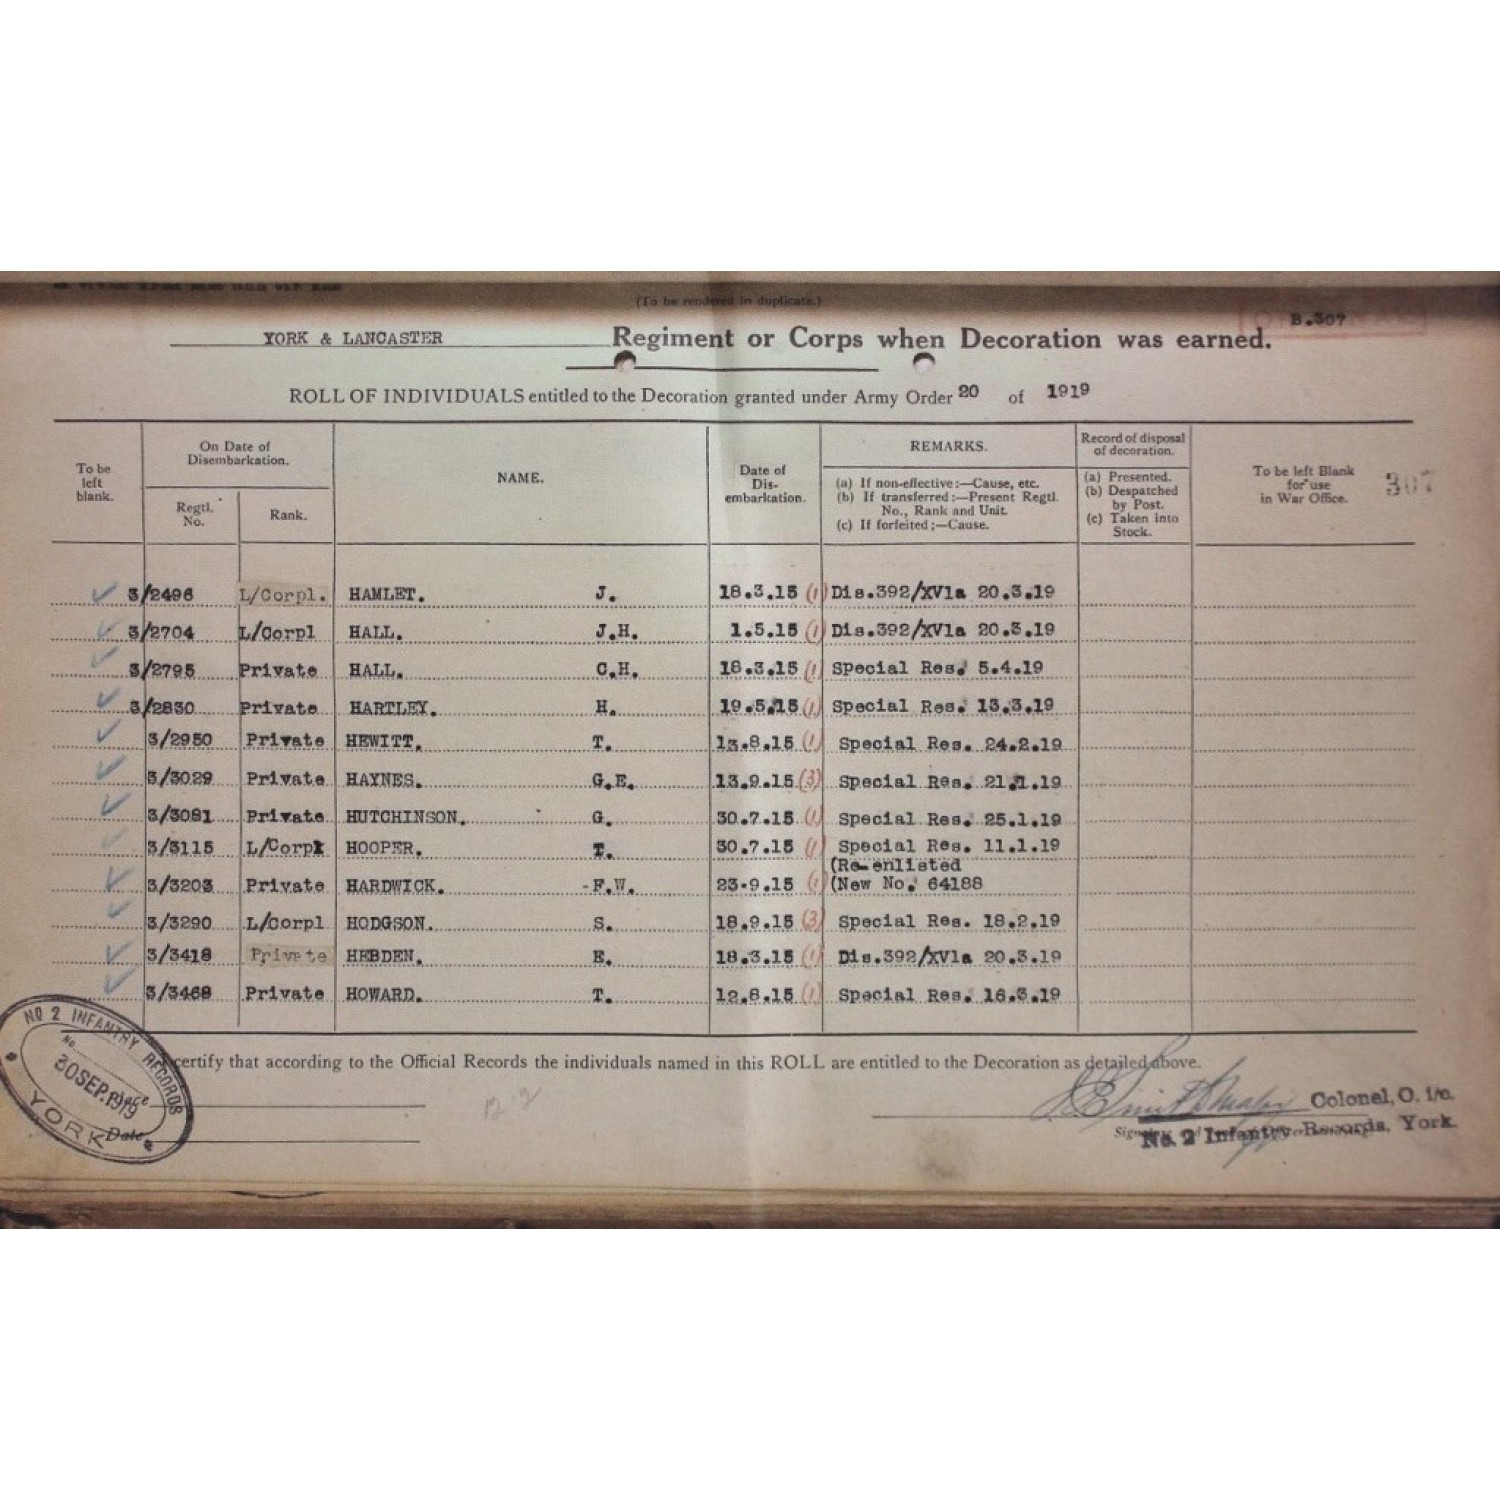 (To be rendered in duplicate.)
B.307
YORK & LANCASTER Regiment or Corps when Decoration was earned.
ROLL OF INDIVIDUALS entitled to the Decoration granted under Army Order 20 of 1919
To be left blank.
On Date of Disembarkation.
Regtl. No.
Rank.
NAME.
Date of Dis-embarkation.
REMARKS.
(a) If non-effective:—Cause, etc.
(b) If transferred:—Present Regtl. No., Rank and Unit.
(c) If forfeited;—Cause.
Record of disposal of decoration.
(a) Presented.
(b) Despatched by Post.
(c) Taken into Stock.
To be left Blank for use in War Office.
307
3/2496 L/Corpl. HAMLET. J. 18.3.15 (1) Dis.392/XVla 20.3.19
3/2704 L/Corpl HALL. J.H. 1.5.15 (1) Dis.392/XVla 20.3.19
3/2795 Private HALL. C.H. 18.3.15 (1) Special Res. 5.4.19
3/2830 Private HARTLEY. H. 19.5.15 (1) Special Res. 13.3.19
3/2950 Private HEWITT. T. 13.8.15 (1) Special Res. 24.2.19
3/3029 Private HAYNES. G.E. 13.9.15 (3) Special Res. 21.1.19
3/3081 Private HUTCHINSON. G. 30.7.15 (1) Special Res. 25.1.19
3/3115 L/Corpl HOOPER. T. 30.7.15 (1) Special Res. 11.1.19
(Re-enlisted
3/3203 Private HARDWICK. -F.W. 23.9.15 (1) (New No. 64188
3/3290 L/Corpl HODGSON. S. 18.9.15 (3) Special Res. 18.2.19
3/3418 Private HEBDEN. E. 18.3.15 (1) Dis.392/XVla 20.3.19
3/3468 Private HOWARD. T. 12.8.15 (1) Special Res. 16.3.19
certify that according to the Official Records the individuals named in this ROLL are entitled to the Decoration as detailed above.
NO 2 INFANTRY RECORDS
No.
30 SEP. 1919
YORK
Place
Date
Colonel, O. i/c.
No. 2 Infantry Records, York.